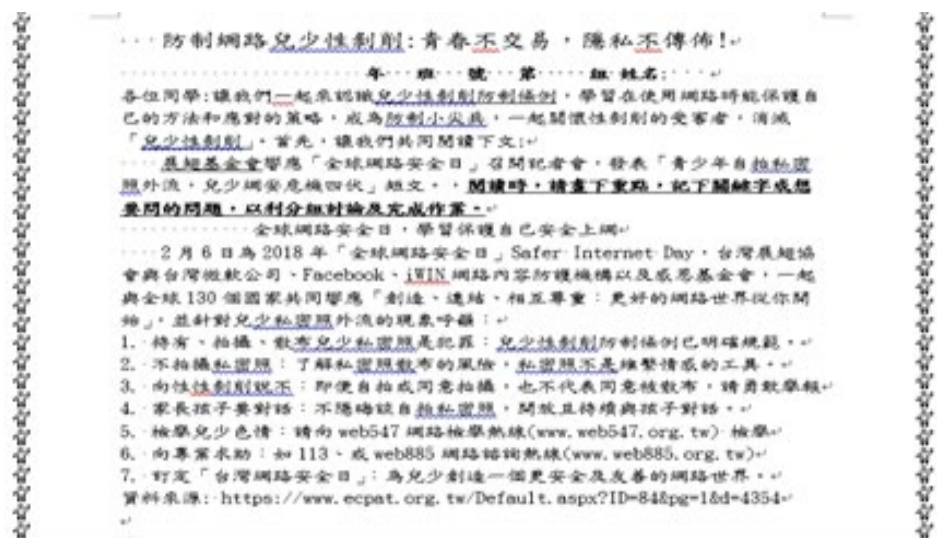 防制網路兒少性剝削:青春不交易，隱私不傳佈!
年 班 號 第 組 姓名:
各位同學:讓我們一起來認識兒少性剝削防制條例，學習在使用網路時能保護自
己的方法和應對的策略，成為防制小尖兵，一起關懷性剝削的受害者，消滅
「兒少性剝削」。首先，讓我們共同閱讀下文:
展翅基金會響應「全球網路安全日」召開記者會，發表「青少年自拍私密
照外流，兒少網安危機四伏」短文。，閱讀時，請畫下重點，記下關鍵字或想
要問的問題，以利分組討論及完成作業。
全球網路安全日，學習保護自己安全上網
2月6日為2018年「全球網路安全日」Safer Internet Day，台灣展翅協
會與台灣微軟公司、Facebook、iWIN網路內容防護機構以及感恩基金會，一起
與全球130個國家共同響應「創造、連結、相互尊重：更好的網路世界從你開
始」，並針對兒少私密照外流的現象呼籲：
1. 持有、拍攝、散布兒少私密照是犯罪：兒少性剝削防制條例已明確規範。
2. 不拍攝私密照：了解私密照散布的風險，私密照不是維繫情感的工具。
3. 向性性剝削說不：即便自拍或同意拍攝，也不代表同意被散布，請勇敢舉報
4. 家長孩子要對話：不隱晦談自拍私密照，開放且持續與孩子對話。
5. 檢舉兒少色情：請向web547網路檢舉熱線(www.web547.org.tw) 檢舉
6. 向專業求助：如113、或web885網路諮詢熱線(www.web885.org.tw)
7. 訂定「台灣網路安全日」：為兒少創造一個更安全及友善的網路世界。
資料來源: https://www.ecpat.org.tw/Default.aspx?ID=84&pg=1&d=4354